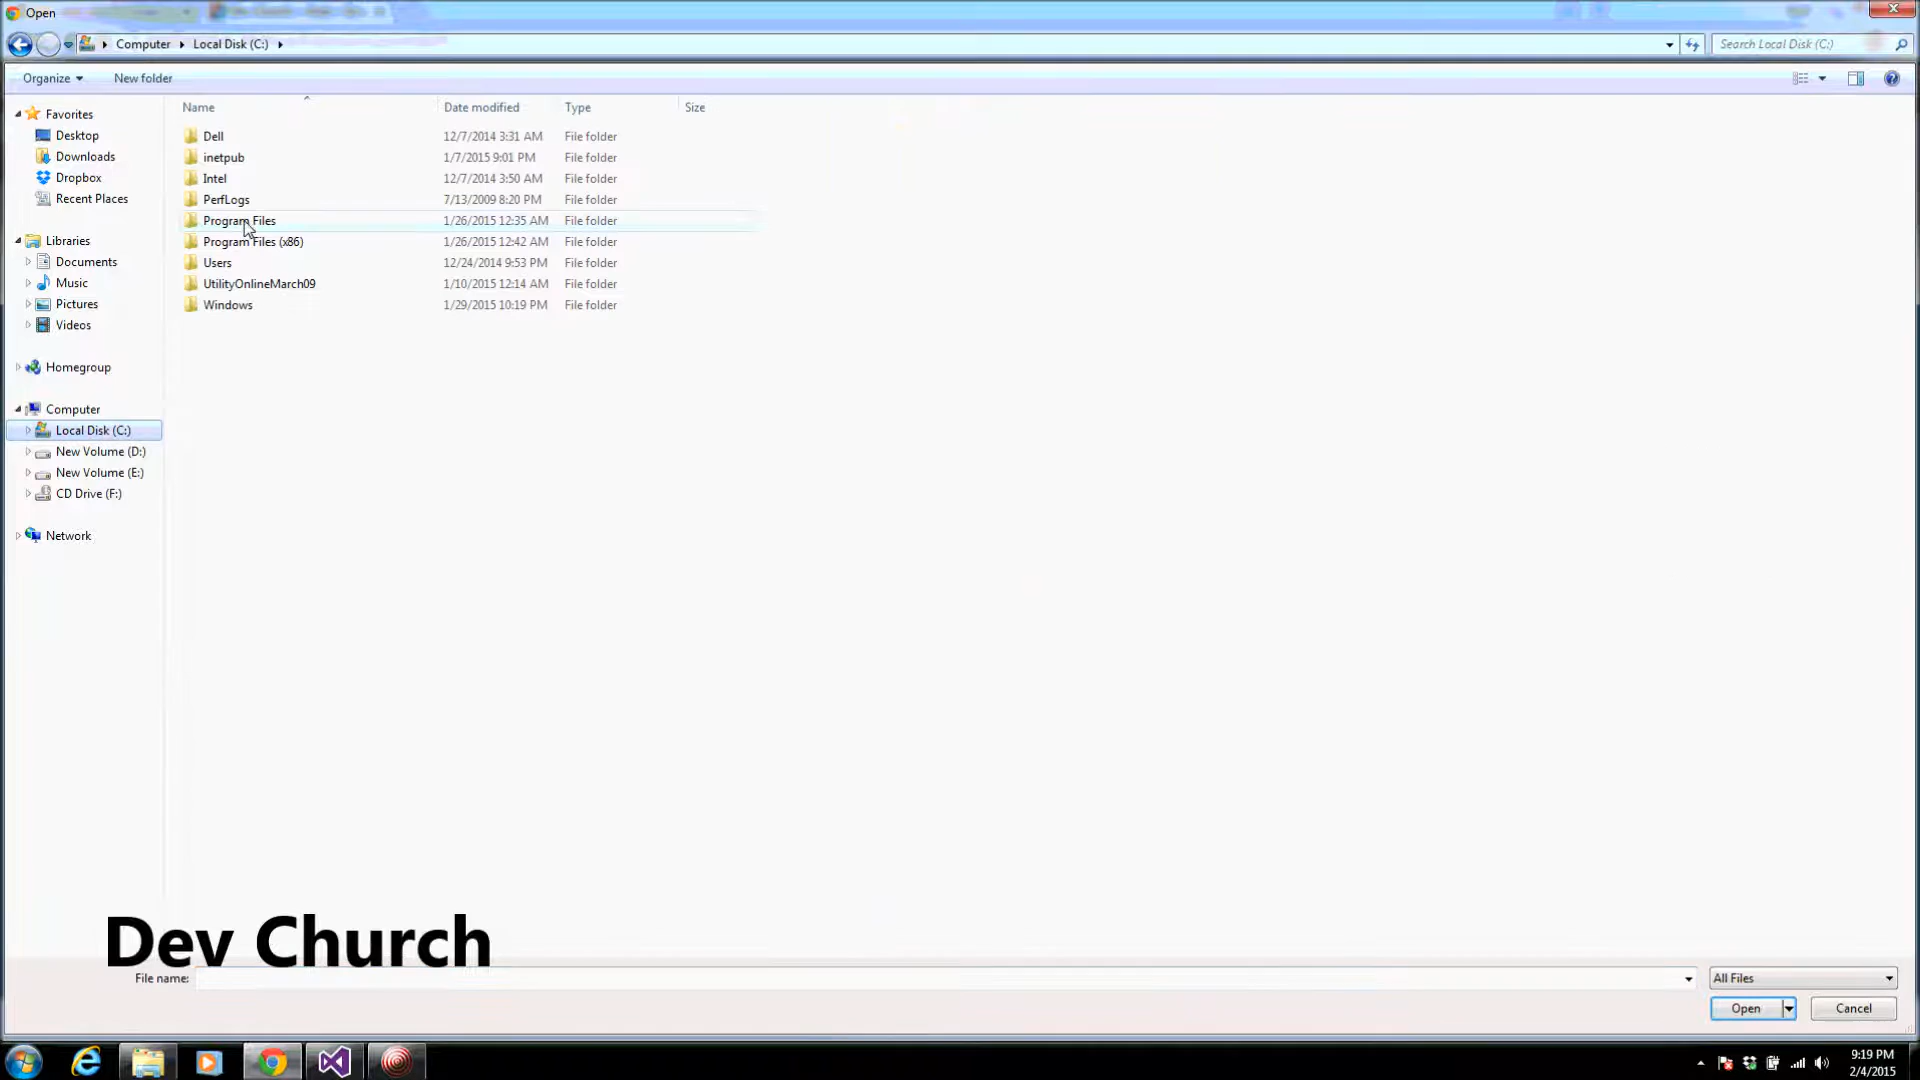 Open
Computer
Local Disk (C:)
Search Local Disk (C:)
Organize
New folder
Name
Date modified
Type
Size
Favorites
Desktop
Downloads
Dropbox
Recent Places
Libraries
Documents
Music
Pictures
Videos
Homegroup
Computer
Local Disk (C:)
New Volume (D:)
New Volume (E:)
CD Drive (F:)
Network
Dell 12/7/2014 3:31 AM File folder
inetpub 1/7/2015 9:01 PM File folder
Intel 12/7/2014 3:50 AM File folder
PerfLogs 7/13/2009 8:20 PM File folder
Program Files 1/26/2015 12:35 AM File folder
Program Files (x86) 1/26/2015 12:42 AM File folder
Users 12/24/2014 9:53 PM File folder
UtilityOnlineMarch09 1/10/2015 12:14 AM File folder
Windows 1/29/2015 10:19 PM File folder
Dev Church
File name:
All Files
Open
Cancel
9:19 PM
2/4/2015